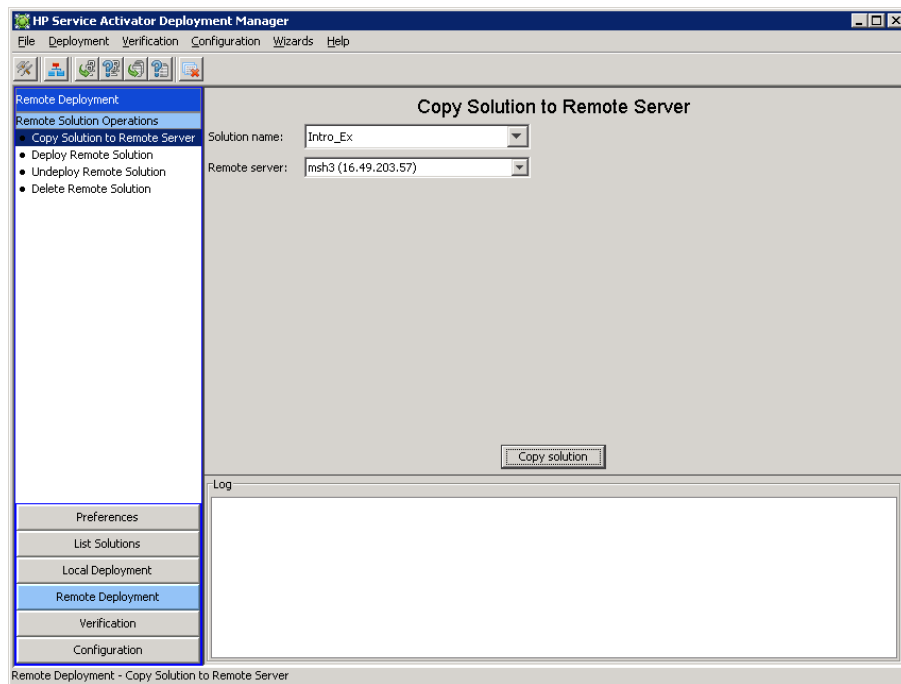 HP Service Activator Deployment Manager
File Deployment Verification Configuration Wizards Help
Remote Deployment
Remote Solution Operations
Copy Solution to Remote Server
Deploy Remote Solution
Undeploy Remote Solution
Delete Remote Solution
Copy Solution to Remote Server
Solution name: Intro_Ex
Remote server: msh3 (16.49.203.57)
Copy solution
Log
Preferences
List Solutions
Local Deployment
Remote Deployment
Verification
Configuration
Remote Deployment - Copy Solution to Remote Server